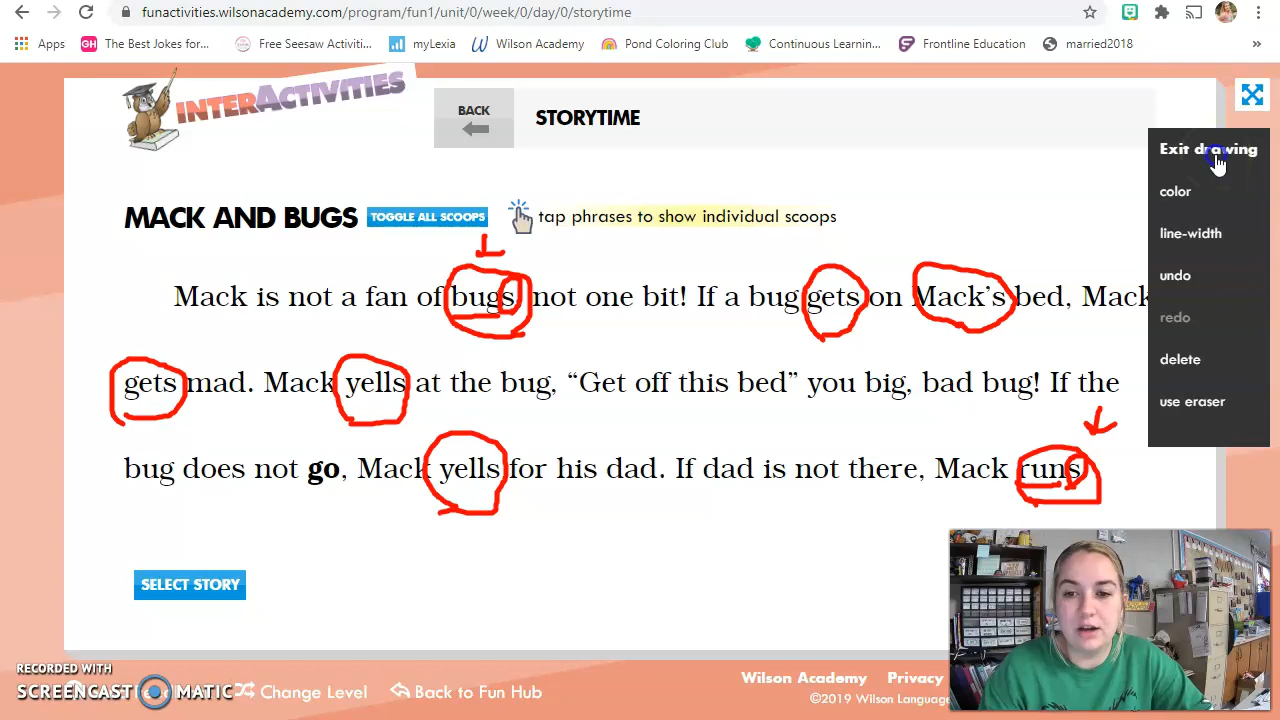 funactivities.wilsonacademy.com/program/fun1/unit/0/week/0/day/0/storytime
Apps GH The Best Jokes for... Free Seesaw Activiti... myLexia Wilson Academy Pond Coloring Club Continuous Learnin... Frontline Education married2018 »
INTERACTIVITIES
BACK
STORYTIME
Exit drawing
color
line-width
undo
redo
delete
use eraser
MACK AND BUGS TOGGLE ALL SCOOPS tap phrases to show individual scoops
Mack is not a fan of bugs, not one bit! If a bug gets on Mack's bed, Mack
gets mad. Mack yells at the bug, “Get off this bed” you big, bad bug! If the
bug does not go, Mack yells for his dad. If dad is not there, Mack runs
SELECT STORY
RECORDED WITH
SCREENCAST MATIC
Change Level Back to Fun Hub
Wilson Academy Privacy
©2019 Wilson Language